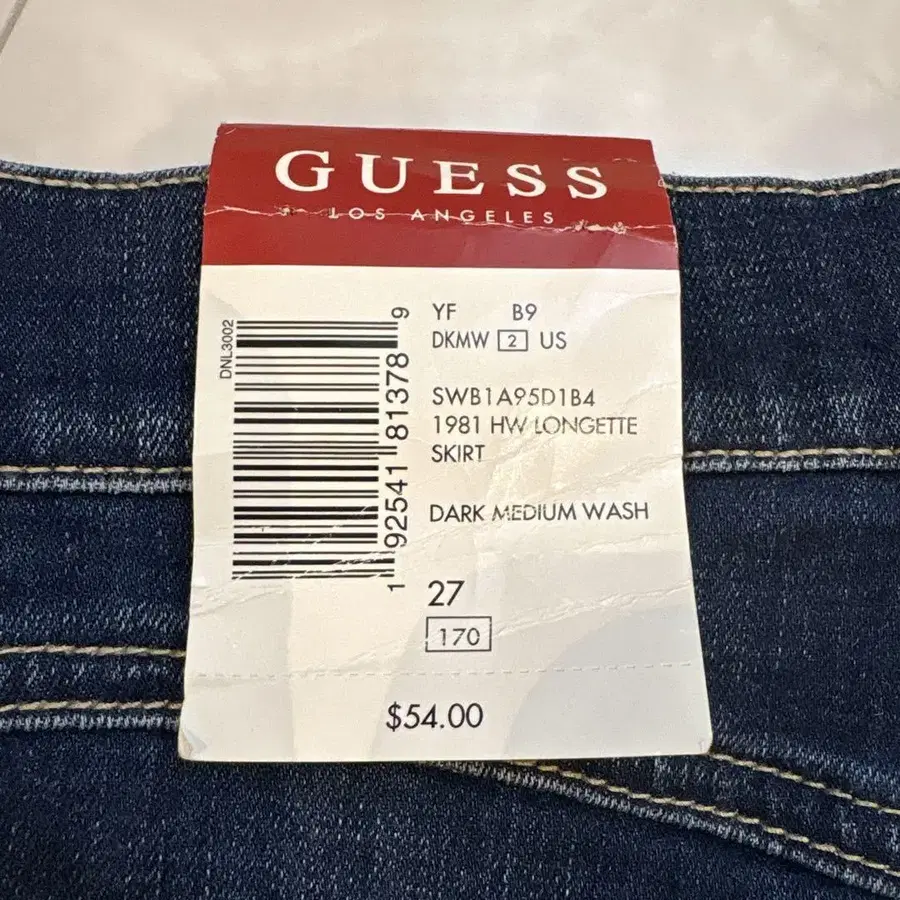 GUESS
LOS ANGELES
DNL3002
1 92541 81378 9
YF B9
DKMW 2 US
SWB1A95D1B4
1981 HW LONGETTE
SKIRT
DARK MEDIUM WASH
27
170
$54.00